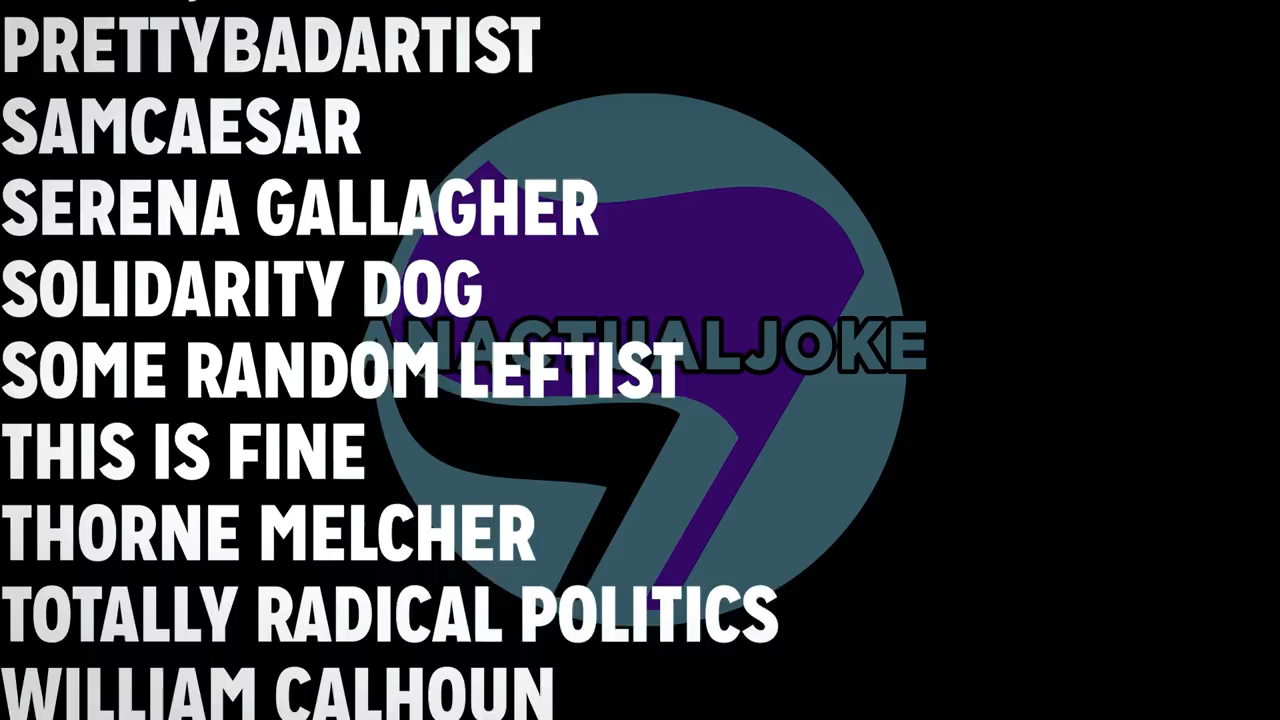 PRETTYBADARTIST
SAMCAESAR
SERENA GALLAGHER
SOLIDARITY DOG
ANACTUALJOKE
SOME RANDOM LEFTIST
THIS IS FINE
THORNE MELCHER
TOTALLY RADICAL POLITICS
WILLIAM CALHOUN